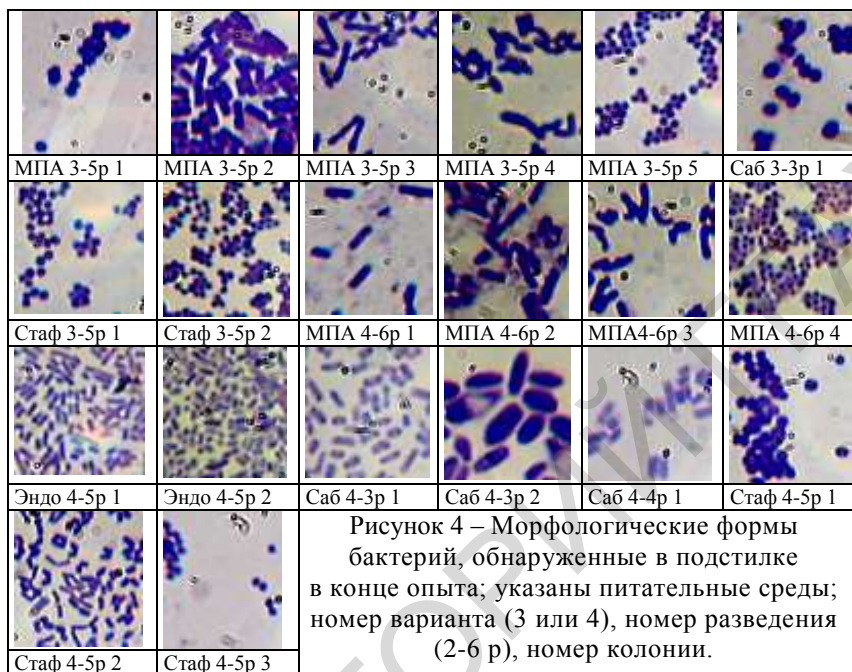 МПА 3-5р 1 МПА 3-5р 2 МПА 3-5р 3 МПА 3-5р 4 МПА 3-5р 5 Саб 3-3р 1
Стаф 3-5р 1 Стаф 3-5р 2 МПА 4-6р 1 МПА 4-6р 2 МПА4-6р 3 МПА 4-6р 4
Эндо 4-5р 1 Эндо 4-5р 2 Саб 4-3р 1 Саб 4-3р 2 Саб 4-4р 1 Стаф 4-5р 1
Рисунок 4 – Морфологические формы
бактерий, обнаруженные в подстилке
в конце опыта; указаны питательные среды;
номер варианта (3 или 4), номер разведения
(2-6 р), номер колонии.
Стаф 4-5р 2 Стаф 4-5р 3